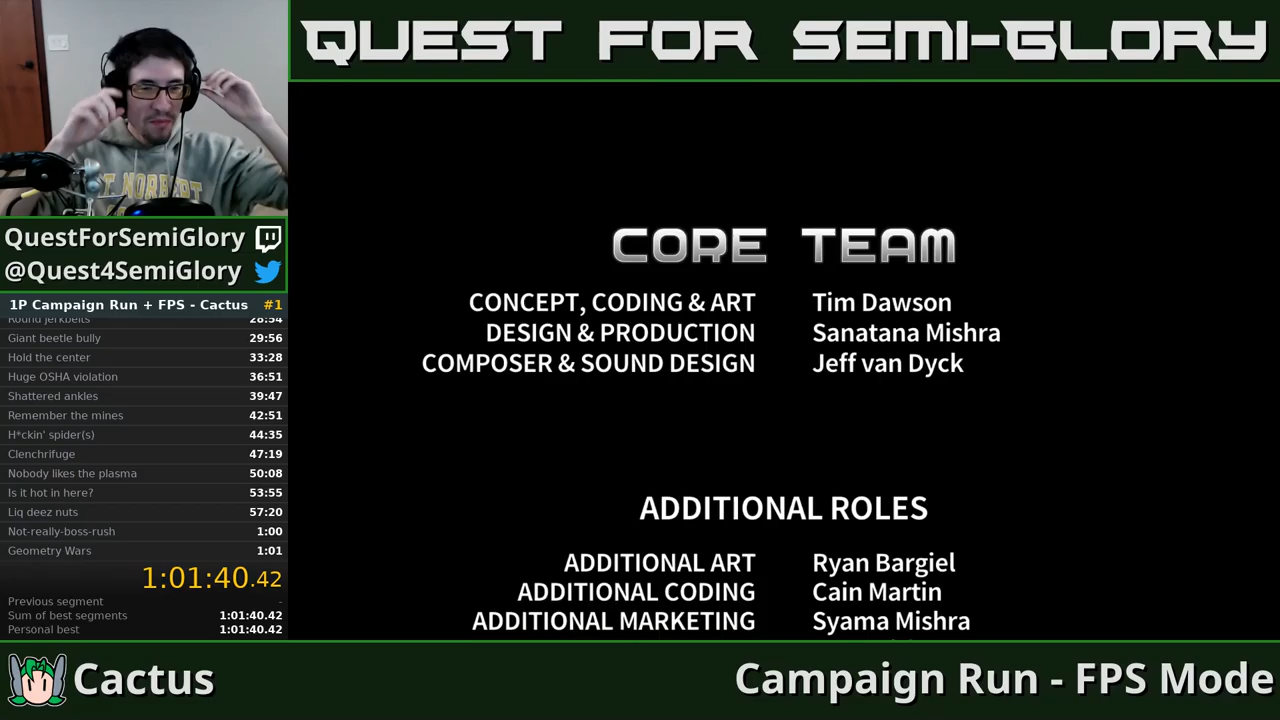 QUEST FOR SEMI-GLORY
ST. NORBERT
QuestForSemiGlory
@Quest4SemiGlory
1P Campaign Run + FPS - Cactus #1
Round jerkbelts 28:54
Giant beetle bully 29:56
Hold the center 33:28
Huge OSHA violation 36:51
Shattered ankles 39:47
Remember the mines 42:51
H*ckin' spider(s) 44:35
Clenchrifuge 47:19
Nobody likes the plasma 50:08
Is it hot in here? 53:55
Liq deez nuts 57:20
Not-really-boss-rush 1:00
Geometry Wars 1:01
1:01:40.42
Previous segment -
Sum of best segments 1:01:40.42
Personal best 1:01:40.42
CORE TEAM
CONCEPT, CODING & ART Tim Dawson
DESIGN & PRODUCTION Sanatana Mishra
COMPOSER & SOUND DESIGN Jeff van Dyck
ADDITIONAL ROLES
ADDITIONAL ART Ryan Bargiel
ADDITIONAL CODING Cain Martin
ADDITIONAL MARKETING Syama Mishra
Cactus
Campaign Run - FPS Mode